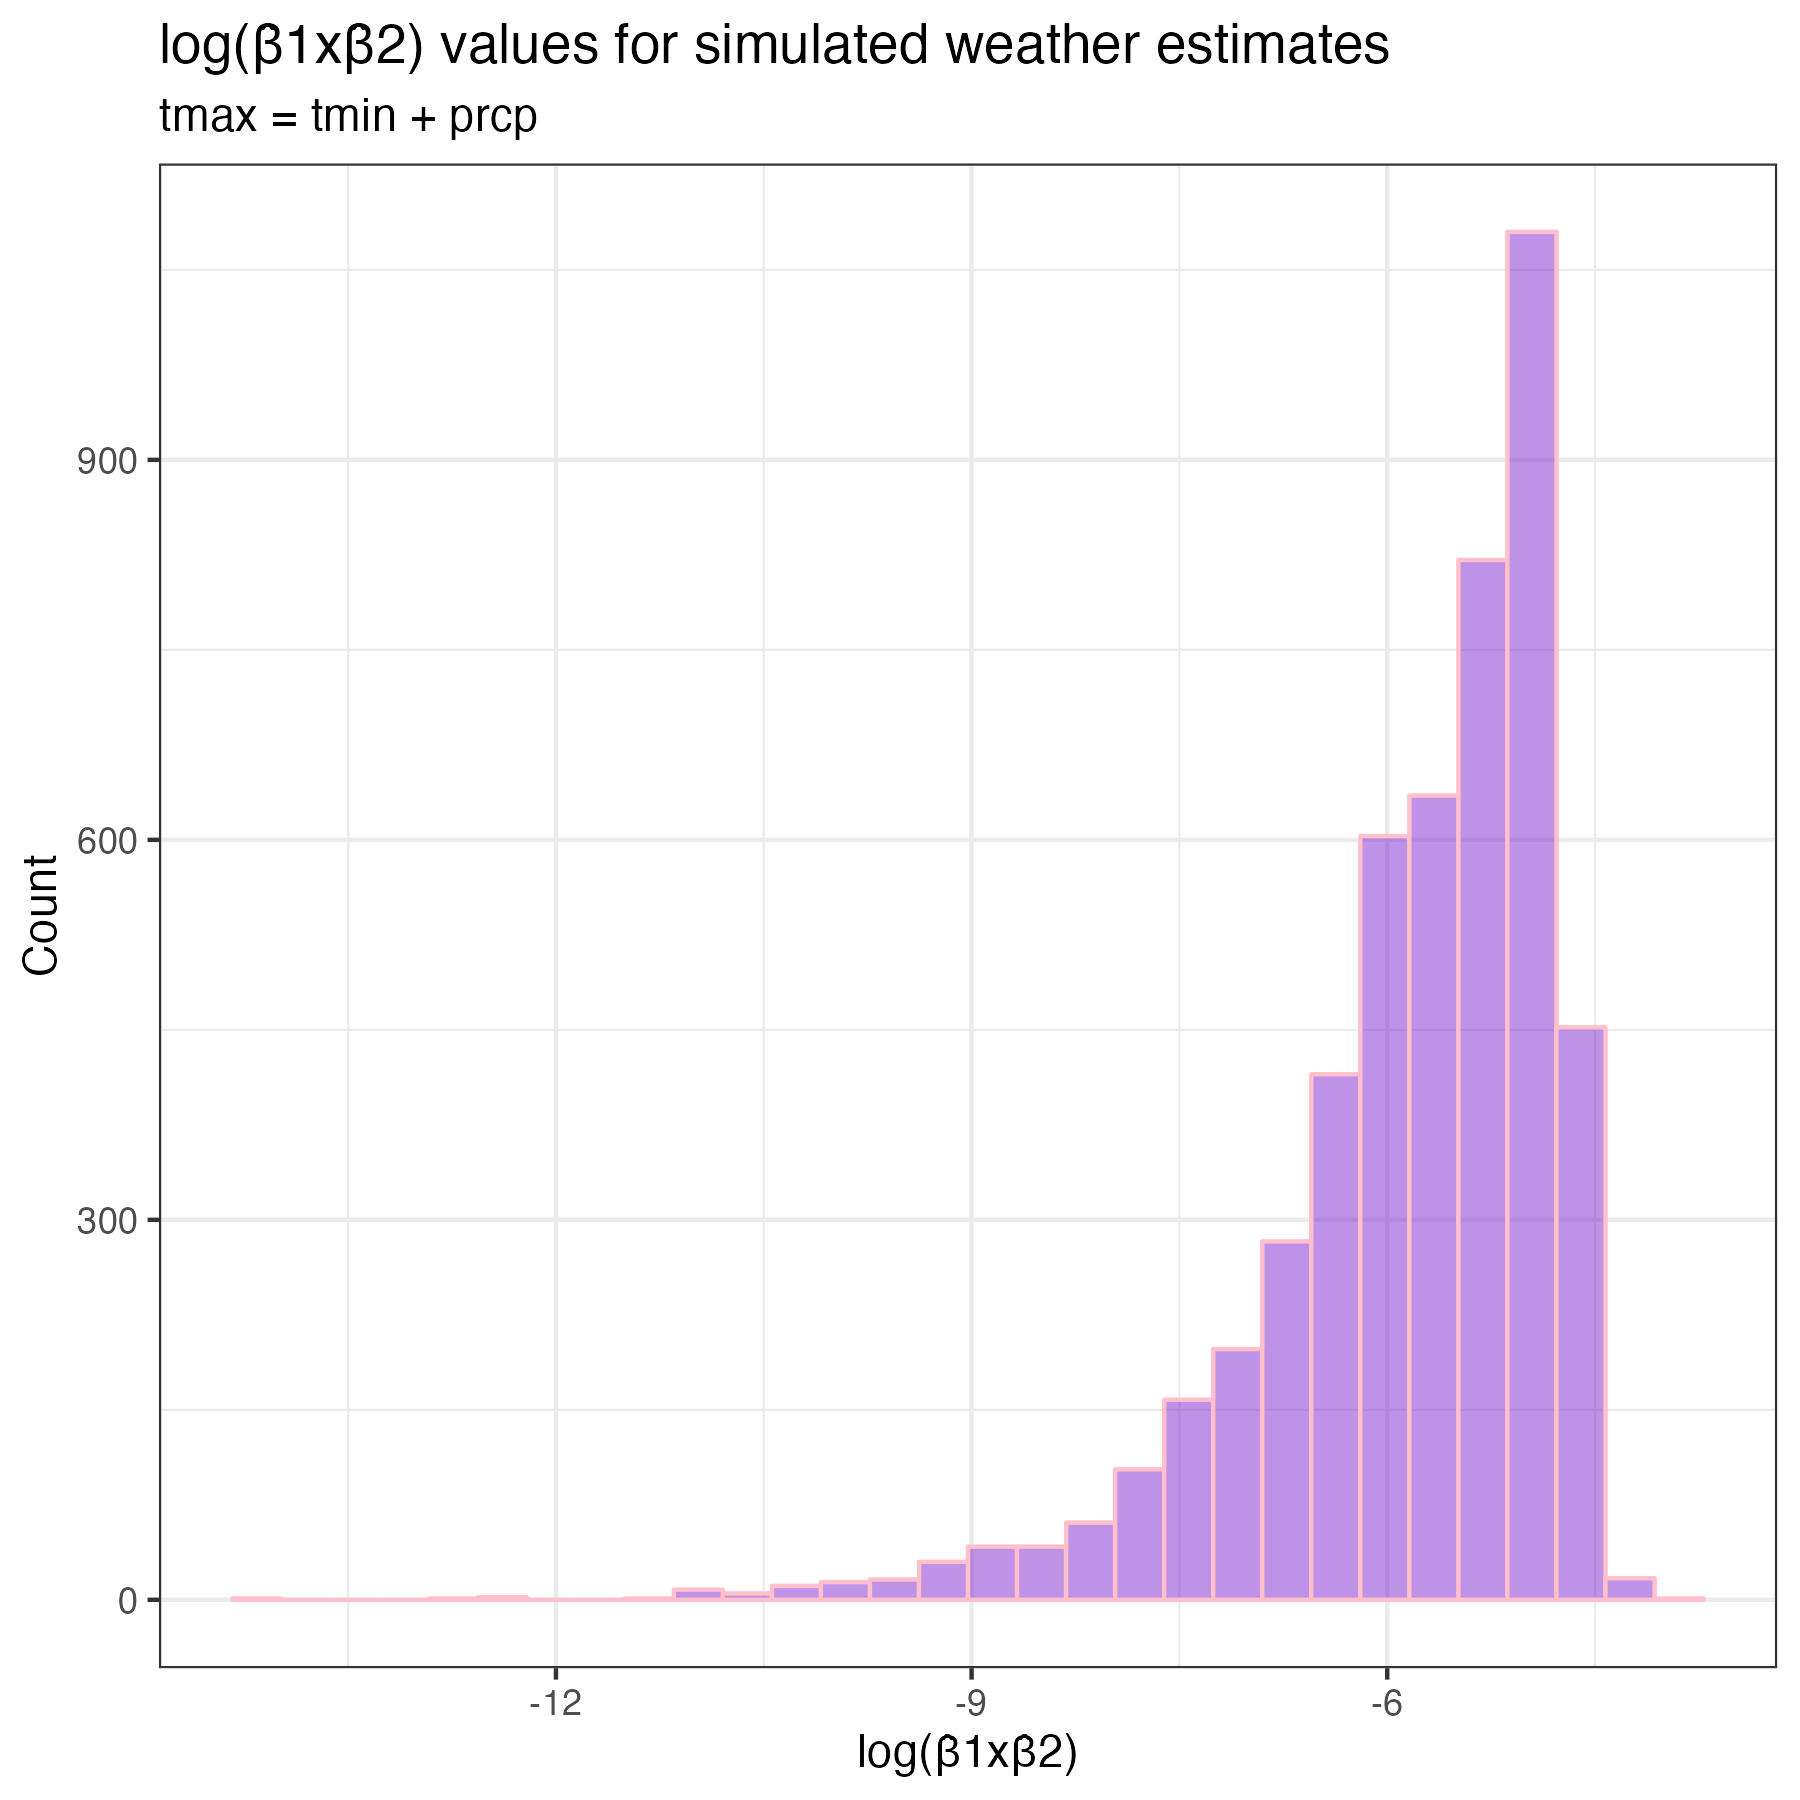 log(β1xβ2) values for simulated weather estimates
tmax = tmin + prcp
Count
900
600
300
0
-12
-9
-6
log(β1xβ2)